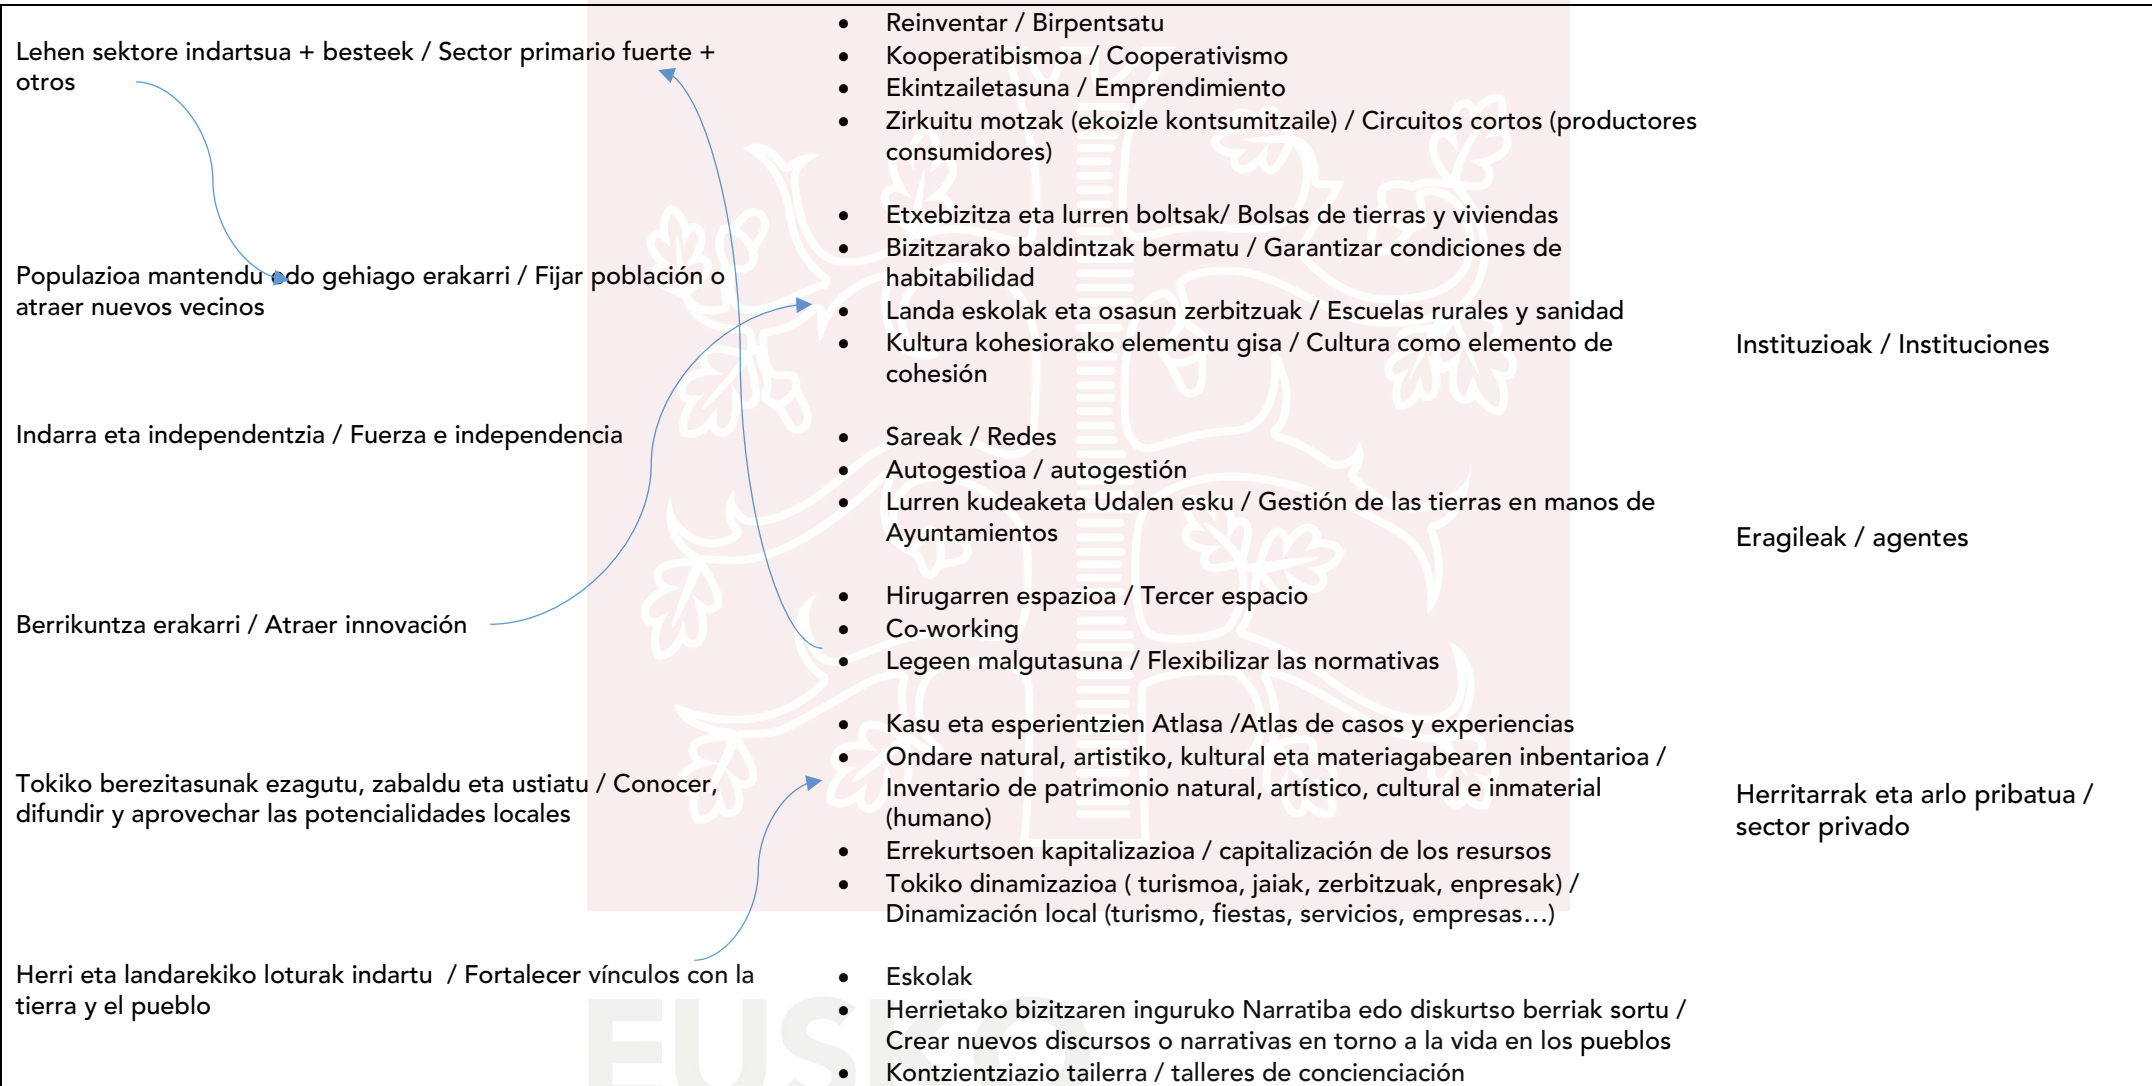 Lehen sektore indartsua + besteek / Sector primario fuerte +
otros
Populazioa mantendu edo gehiago erakarri / Fijar población o
atraer nuevos vecinos
Indarra eta independentzia / Fuerza e independencia
Berrikuntza erakarri / Atraer innovación
Tokiko berezitasunak ezagutu, zabaldu eta ustiatu / Conocer,
difundir y aprovechar las potencialidades locales
Herri eta landarekiko loturak indartu / Fortalecer vínculos con la
tierra y el pueblo
• Reinventar / Birpentsatu
• Kooperatibismoa / Cooperativismo
• Ekintzailetasuna / Emprendimiento
• Zirkuitu motzak (ekoizle kontsumitzaile) / Circuitos cortos (productores
consumidores)
• Etxebizitza eta lurren boltsak/ Bolsas de tierras y viviendas
• Bizitzarako baldintzak bermatu / Garantizar condiciones de
habitabilidad
• Landa eskolak eta osasun zerbitzuak / Escuelas rurales y sanidad
• Kultura kohesiorako elementu gisa / Cultura como elemento de
cohesión
• Sareak / Redes
• Autogestioa / autogestión
• Lurren kudeaketa Udalen esku / Gestión de las tierras en manos de
Ayuntamientos
• Hirugarren espazioa / Tercer espacio
• Co-working
• Legeen malgutasuna / Flexibilizar las normativas
• Kasu eta esperientzien Atlasa /Atlas de casos y experiencias
• Ondare natural, artistiko, kultural eta materiagabearen inbentarioa /
Inventario de patrimonio natural, artístico, cultural e inmaterial
(humano)
• Errekurtsoen kapitalizazioa / capitalización de los resursos
• Tokiko dinamizazioa ( turismoa, jaiak, zerbitzuak, enpresak) /
Dinamización local (turismo, fiestas, servicios, empresas…)
• Eskolak
• Herrietako bizitzaren inguruko Narratiba edo diskurtso berriak sortu /
Crear nuevos discursos o narrativas en torno a la vida en los pueblos
• Kontzientziazio tailerra / talleres de concienciación
Instituzioak / Instituciones
Eragileak / agentes
Herritarrak eta arlo pribatua /
sector privado
EUSKO